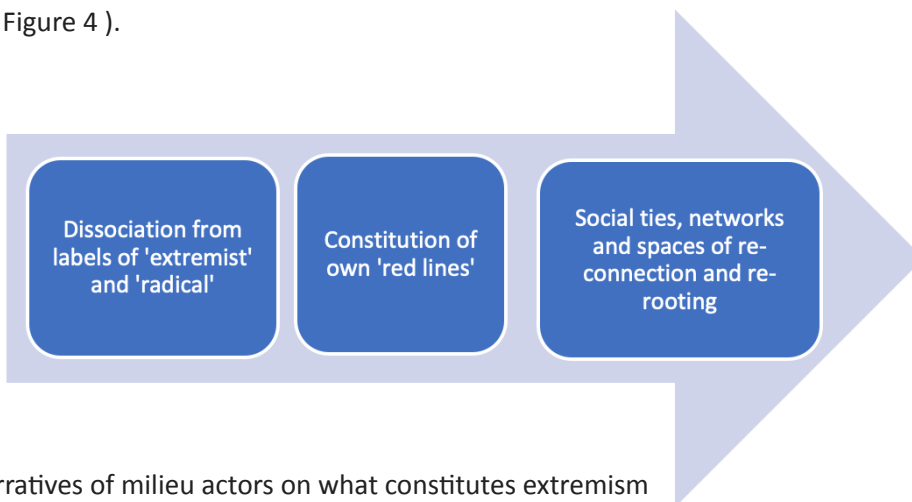 Figure 4 ).
Dissociation from
labels of 'extremist'
and 'radical'
Constitution of
own 'red lines'
Social ties, networks
and spaces of re-
connection and re-
rooting
rratives of milieu actors on what constitutes extremism